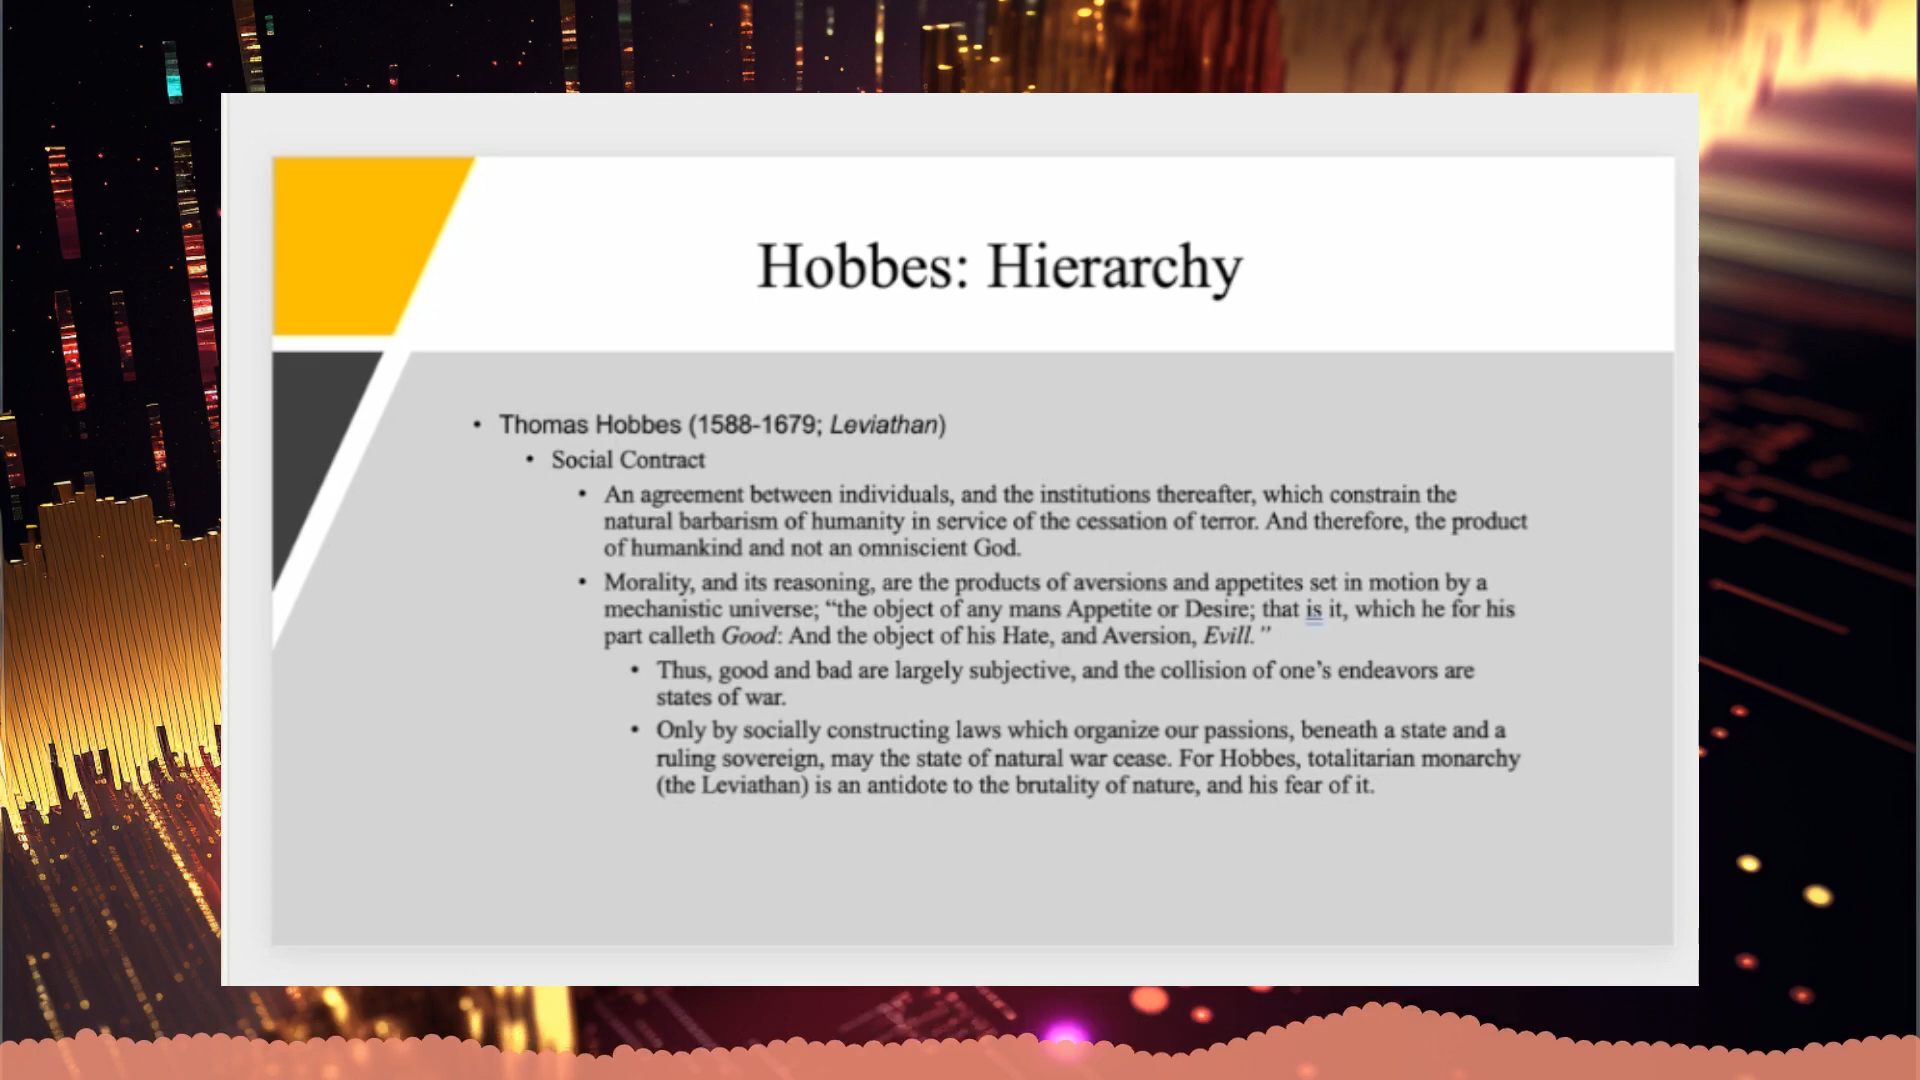 Hobbes: Hierarchy
• Thomas Hobbes (1588-1679; Leviathan)
• Social Contract
• An agreement between individuals, and the institutions thereafter, which constrain the
natural barbarism of humanity in service of the cessation of terror. And therefore, the product
of humankind and not an omniscient God.
• Morality, and its reasoning, are the products of aversions and appetites set in motion by a
mechanistic universe; “the object of any mans Appetite or Desire; that is it, which he for his
part calleth Good: And the object of his Hate, and Aversion, Evill.”
• Thus, good and bad are largely subjective, and the collision of one’s endeavors are
states of war.
• Only by socially constructing laws which organize our passions, beneath a state and a
ruling sovereign, may the state of natural war cease. For Hobbes, totalitarian monarchy
(the Leviathan) is an antidote to the brutality of nature, and his fear of it.